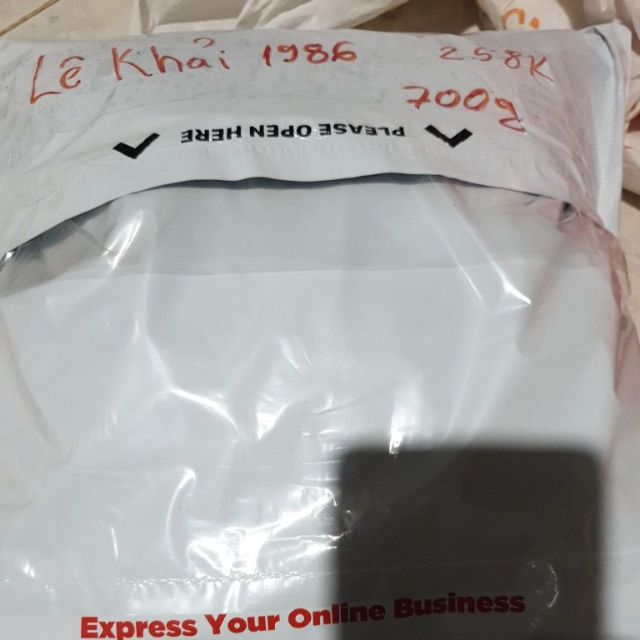 Lê Khải 1986 258K
700g
PLEASE OPEN HERE
Express Your Online Business